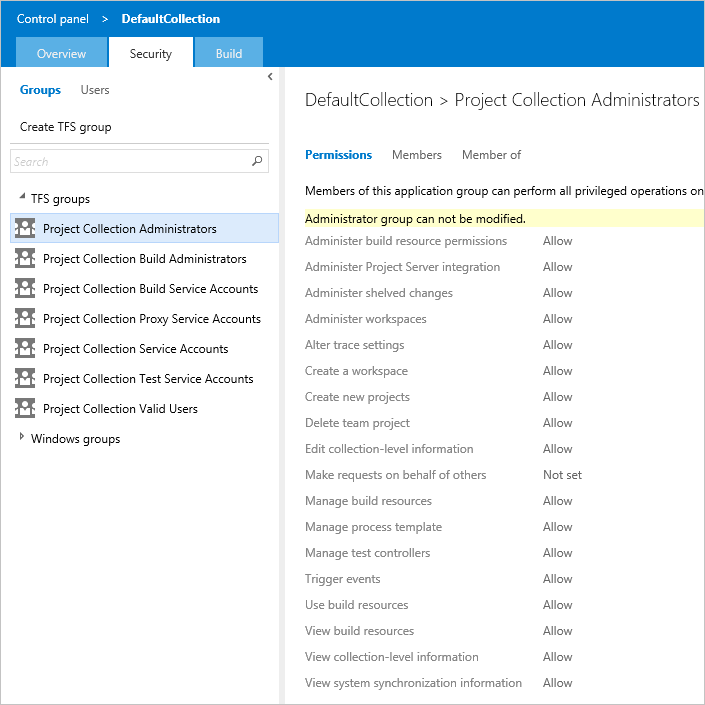 Control panel > DefaultCollection
Overview Security Build
Groups Users
Create TFS group
Search
TFS groups
Project Collection Administrators
Project Collection Build Administrators
Project Collection Build Service Accounts
Project Collection Proxy Service Accounts
Project Collection Service Accounts
Project Collection Test Service Accounts
Project Collection Valid Users
Windows groups
DefaultCollection > Project Collection Administrators
Permissions Members Member of
Members of this application group can perform all privileged operations on
Administrator group can not be modified.
Administer build resource permissions Allow
Administer Project Server integration Allow
Administer shelved changes Allow
Administer workspaces Allow
Alter trace settings Allow
Create a workspace Allow
Create new projects Allow
Delete team project Allow
Edit collection-level information Allow
Make requests on behalf of others Not set
Manage build resources Allow
Manage process template Allow
Manage test controllers Allow
Trigger events Allow
Use build resources Allow
View build resources Allow
View collection-level information Allow
View system synchronization information Allow